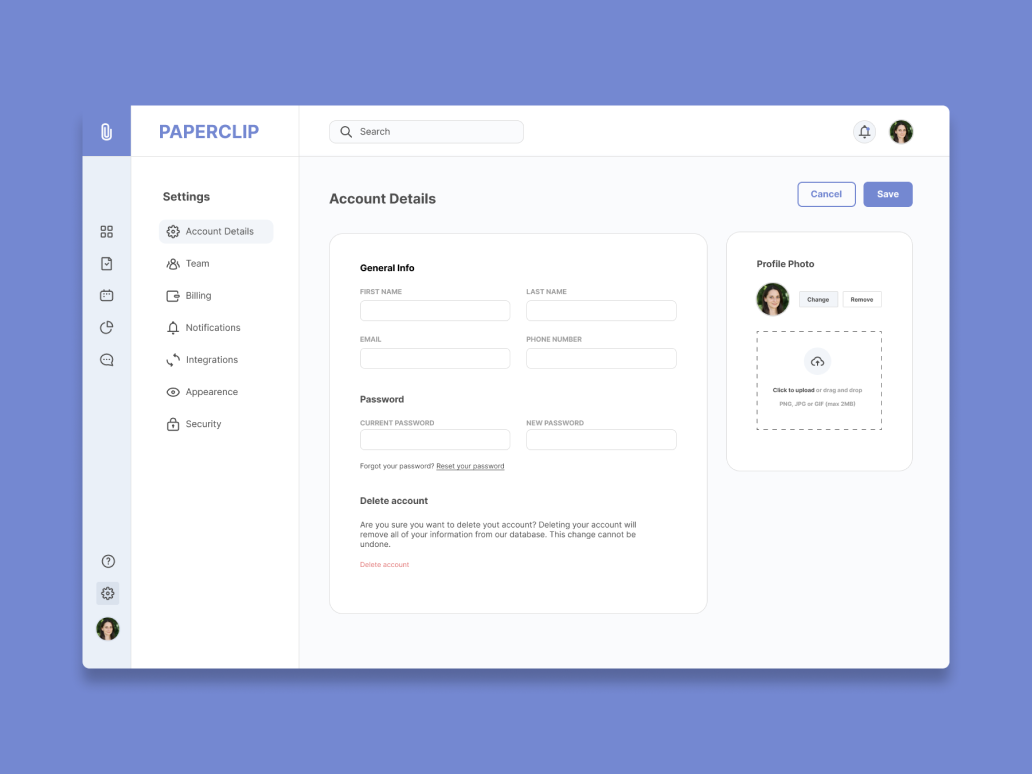 PAPERCLIP
Search
Settings
Account Details
Team
Billing
Notifications
Integrations
Appearence
Security
Account Details
Cancel
Save
General Info
FIRST NAME
LAST NAME
EMAIL
PHONE NUMBER
Password
CURRENT PASSWORD
NEW PASSWORD
Forgot your password? Reset your password
Delete account
Are you sure you want to delete yout account? Deleting your account will
remove all of your information from our database. This change cannot be
undone.
Delete account
Profile Photo
Change
Remove
Click to upload or drag and drop
PNG, JPG or GIF (max 2MB)